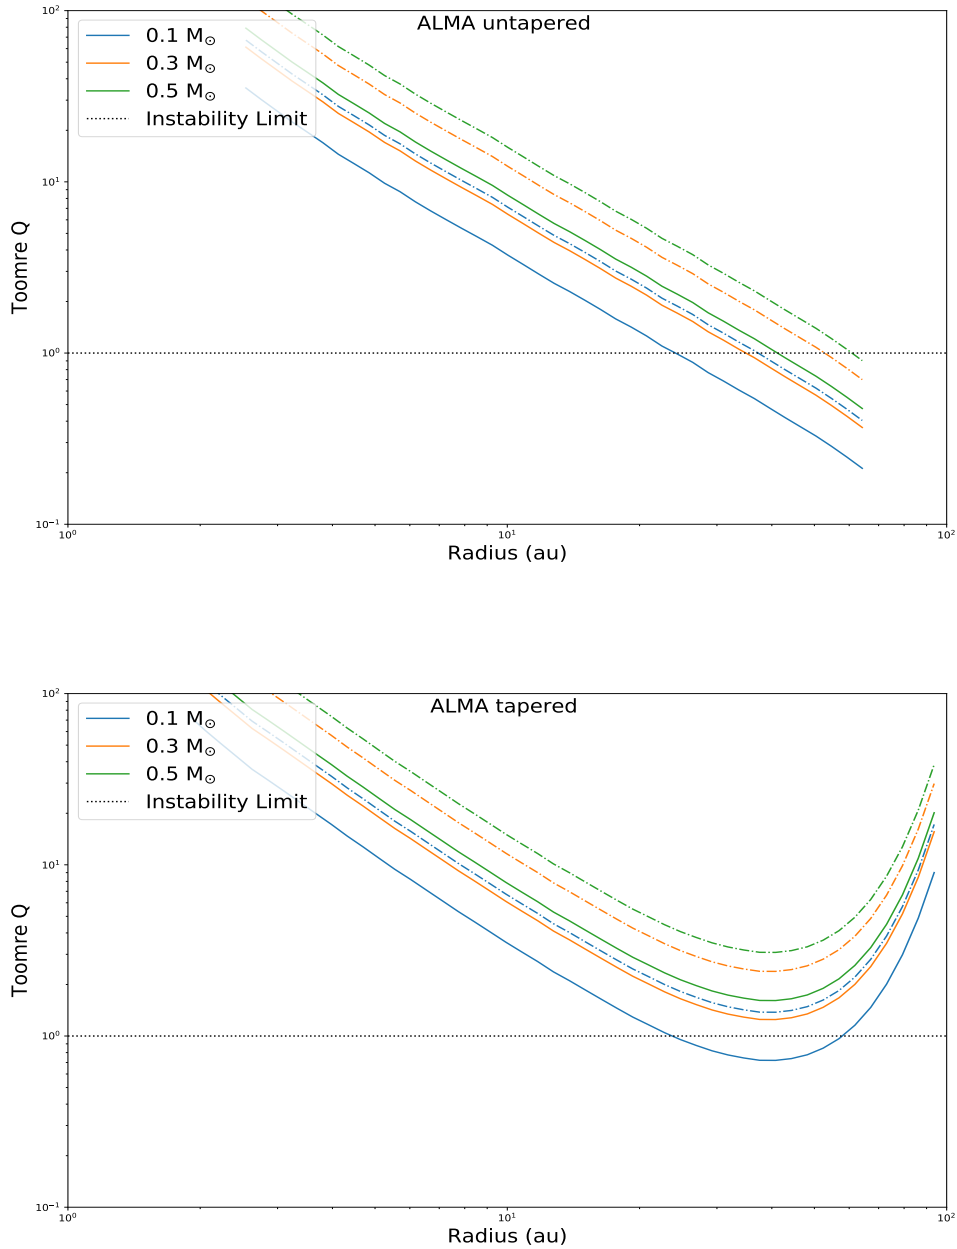 ALMA untapered
0.1 M⊙
0.3 M⊙
0.5 M⊙
Instability Limit
Toomre Q
10²
10¹
10⁰
10⁻¹
10⁰
10¹
10²
Radius (au)
ALMA tapered
0.1 M⊙
0.3 M⊙
0.5 M⊙
Instability Limit
Toomre Q
10²
10¹
10⁰
10⁻¹
10⁰
10¹
10²
Radius (au)